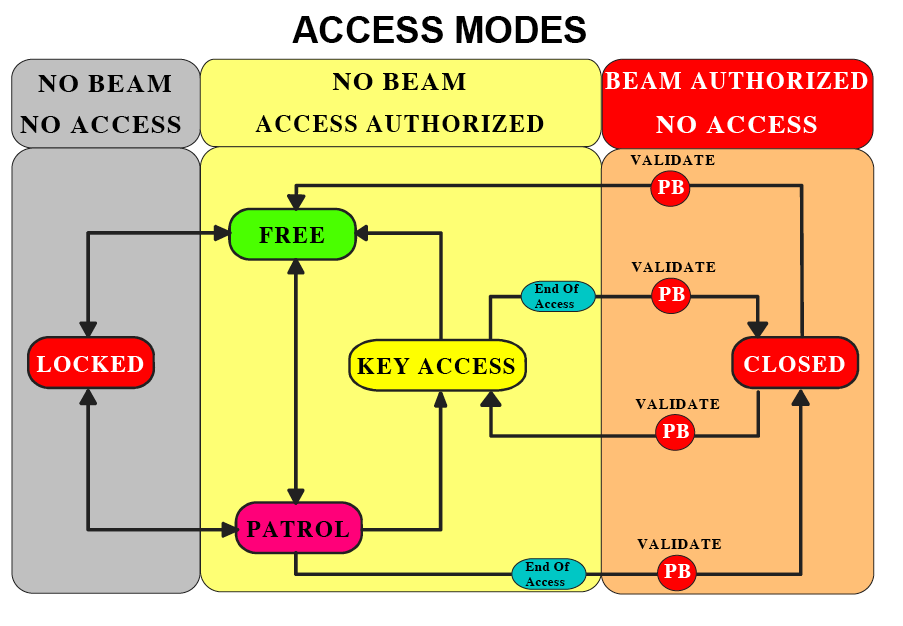 ACCESS MODES
NO BEAM
NO ACCESS
NO BEAM
ACCESS AUTHORIZED
BEAM AUTHORIZED
NO ACCESS
VALIDATE
PB
FREE
VALIDATE
End Of
Access
PB
LOCKED
KEY ACCESS
CLOSED
VALIDATE
PB
PATROL
VALIDATE
End Of
Access
PB